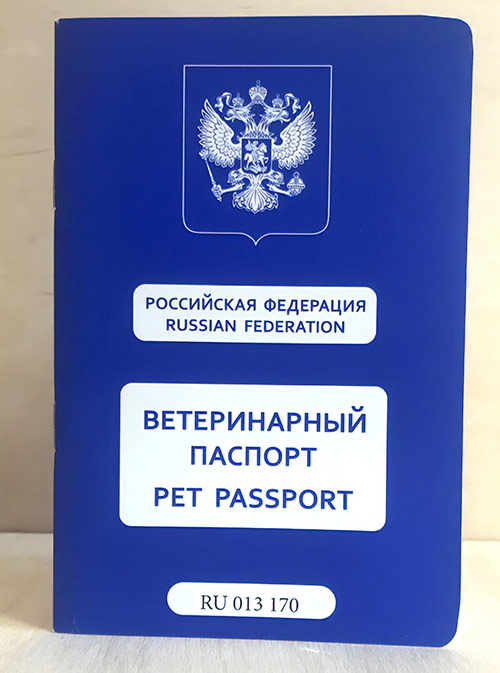 РОССИЙСКАЯ ФЕДЕРАЦИЯ
RUSSIAN FEDERATION
ВЕТЕРИНАРНЫЙ
ПАСПОРТ
PET PASSPORT
RU 013 170